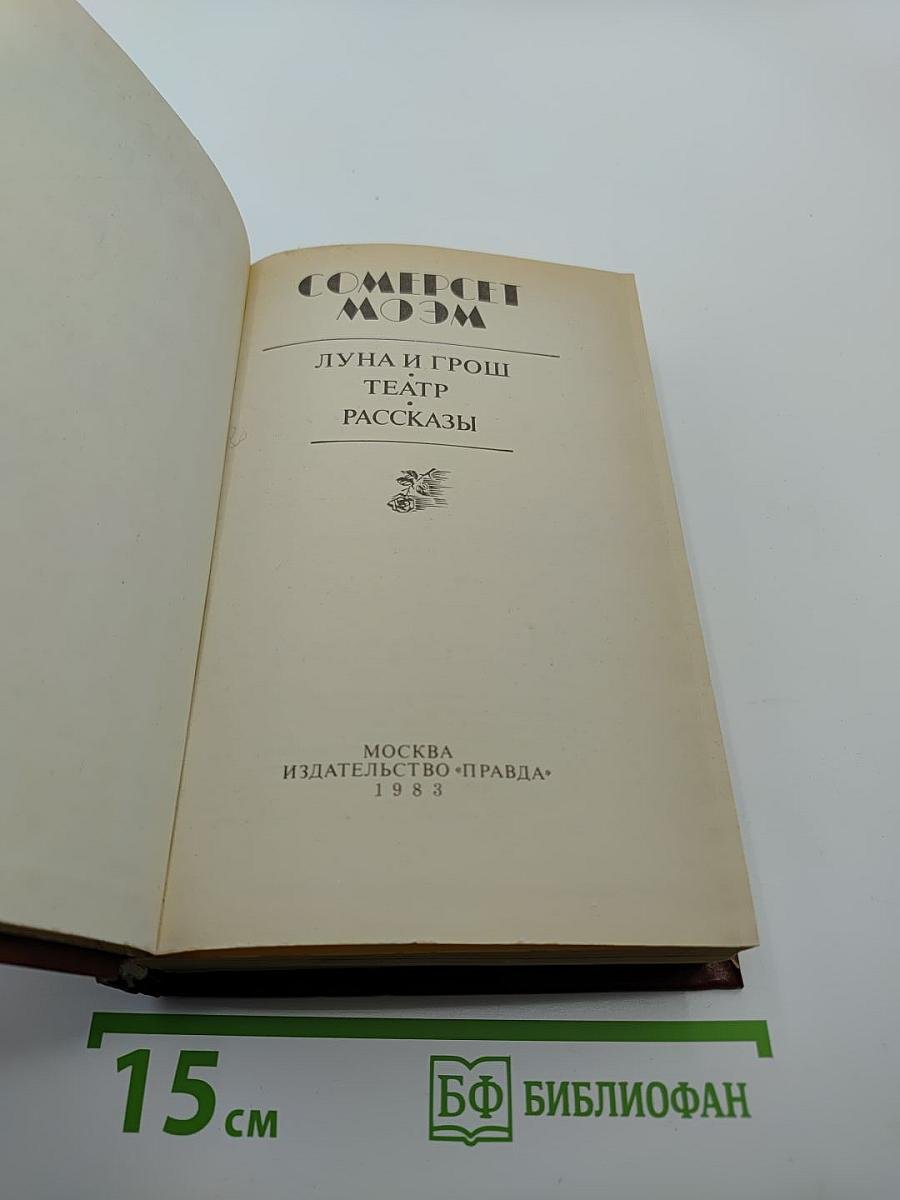 СОМЕРСЕТ
МОЭМ
ЛУНА И ГРОШ
•
ТЕАТР
•
РАССКАЗЫ
МОСКВА
ИЗДАТЕЛЬСТВО «ПРАВДА»
1983
15 см
БФ БИБЛИОФАН